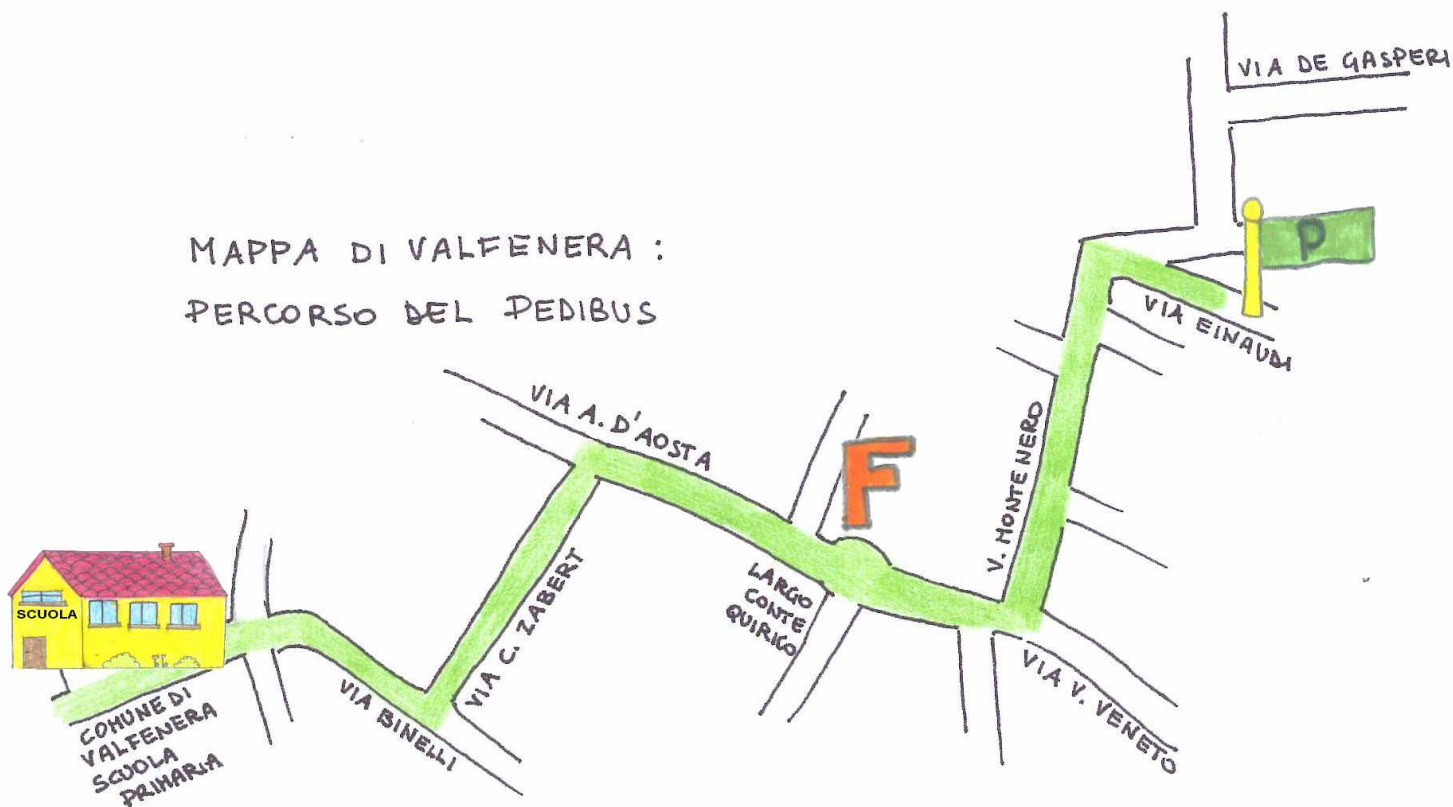 VIA DE GASPERI
P
MAPPA DI VALFENERA :
PERCORSO DEL PEDIBUS
VIA EINAUDI
VIA A. D'AOSTA
F
V. MONTENERO
SCUOLA
VIA C. ZABERT
LARGO
CONTE
QUIRICO
VIA BINELLI
VIA V. VENETO
COMUNE DI
VALFENERA
SCUOLA
PRIMARIA